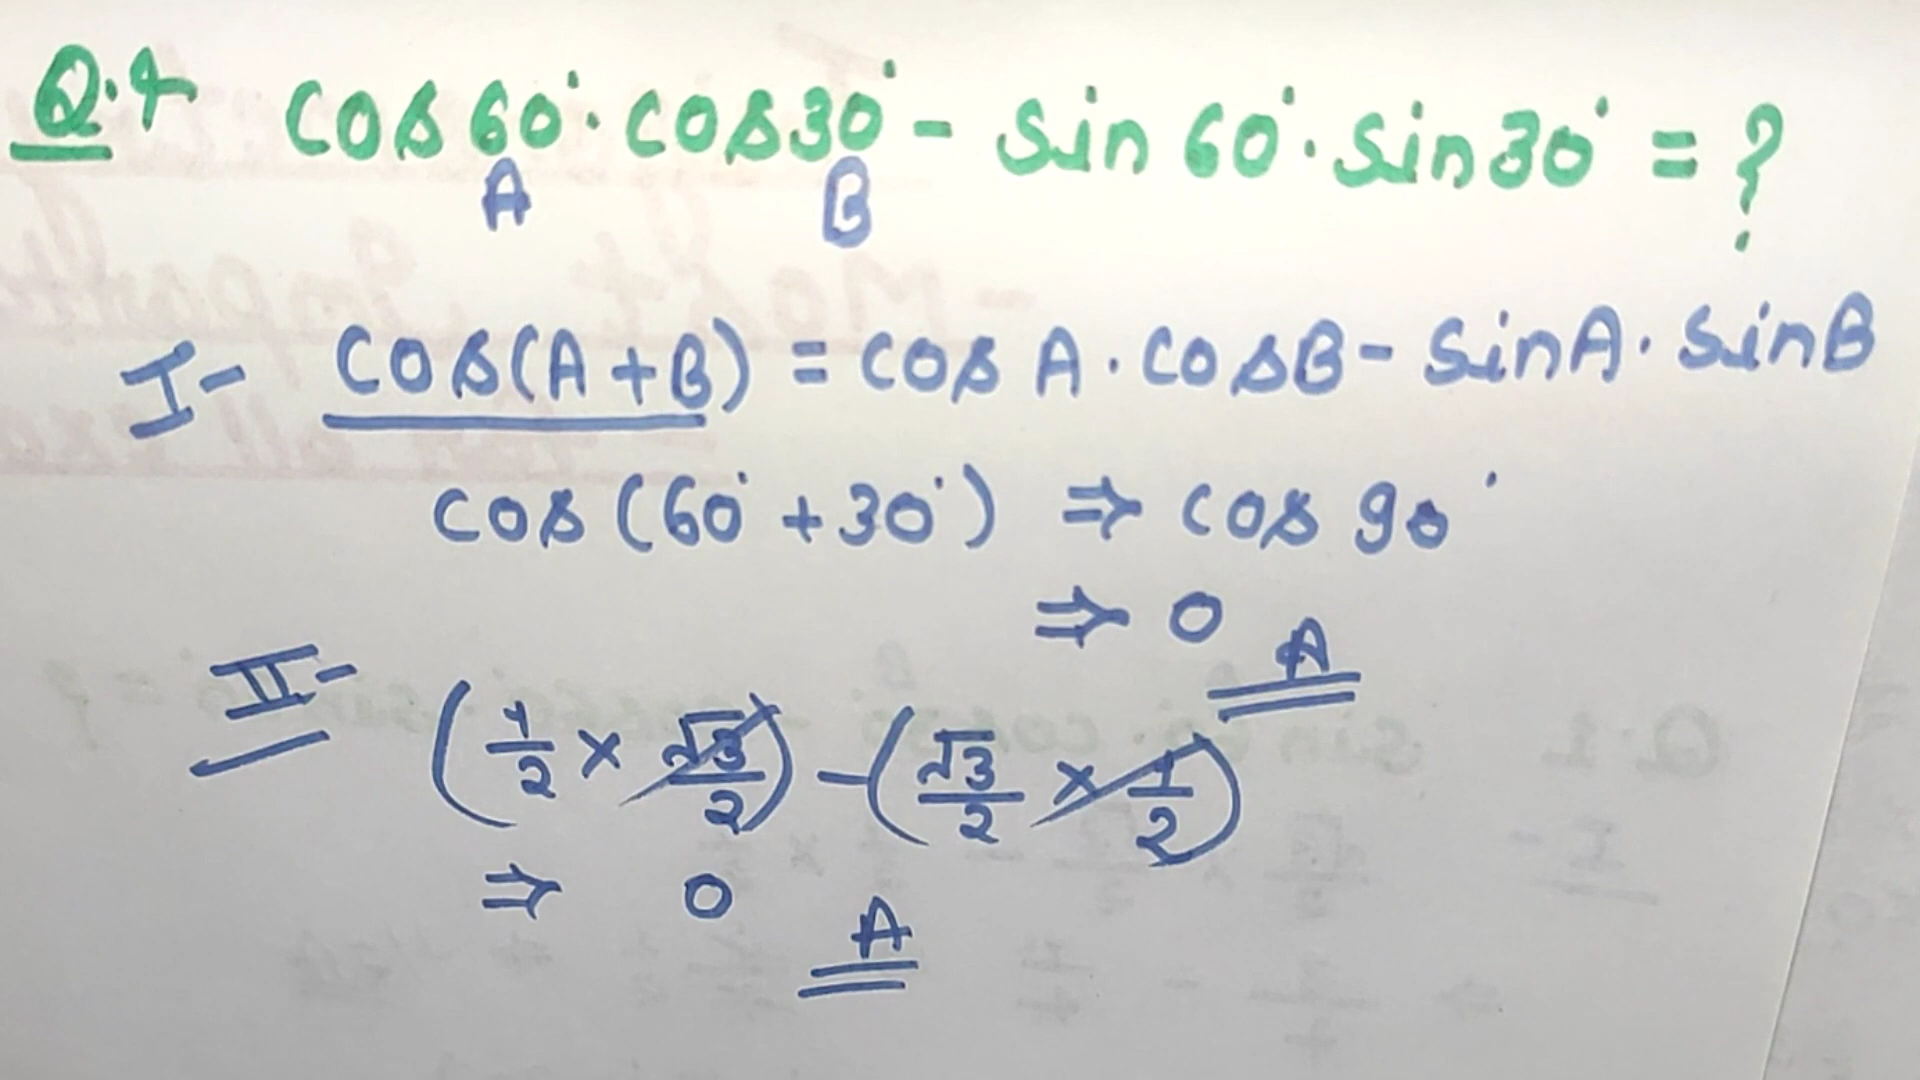 Q.4 cos 60° · cos 30° - sin 60° · sin 30° = ?
A B
I- cos(A+B) = cos A · cos B - sin A · sin B
cos (60° + 30°) ⇒ cos 90°
⇒ 0 A
II- (1/2 × √3/2) - (√3/2 × 1/2)
⇒ 0 A